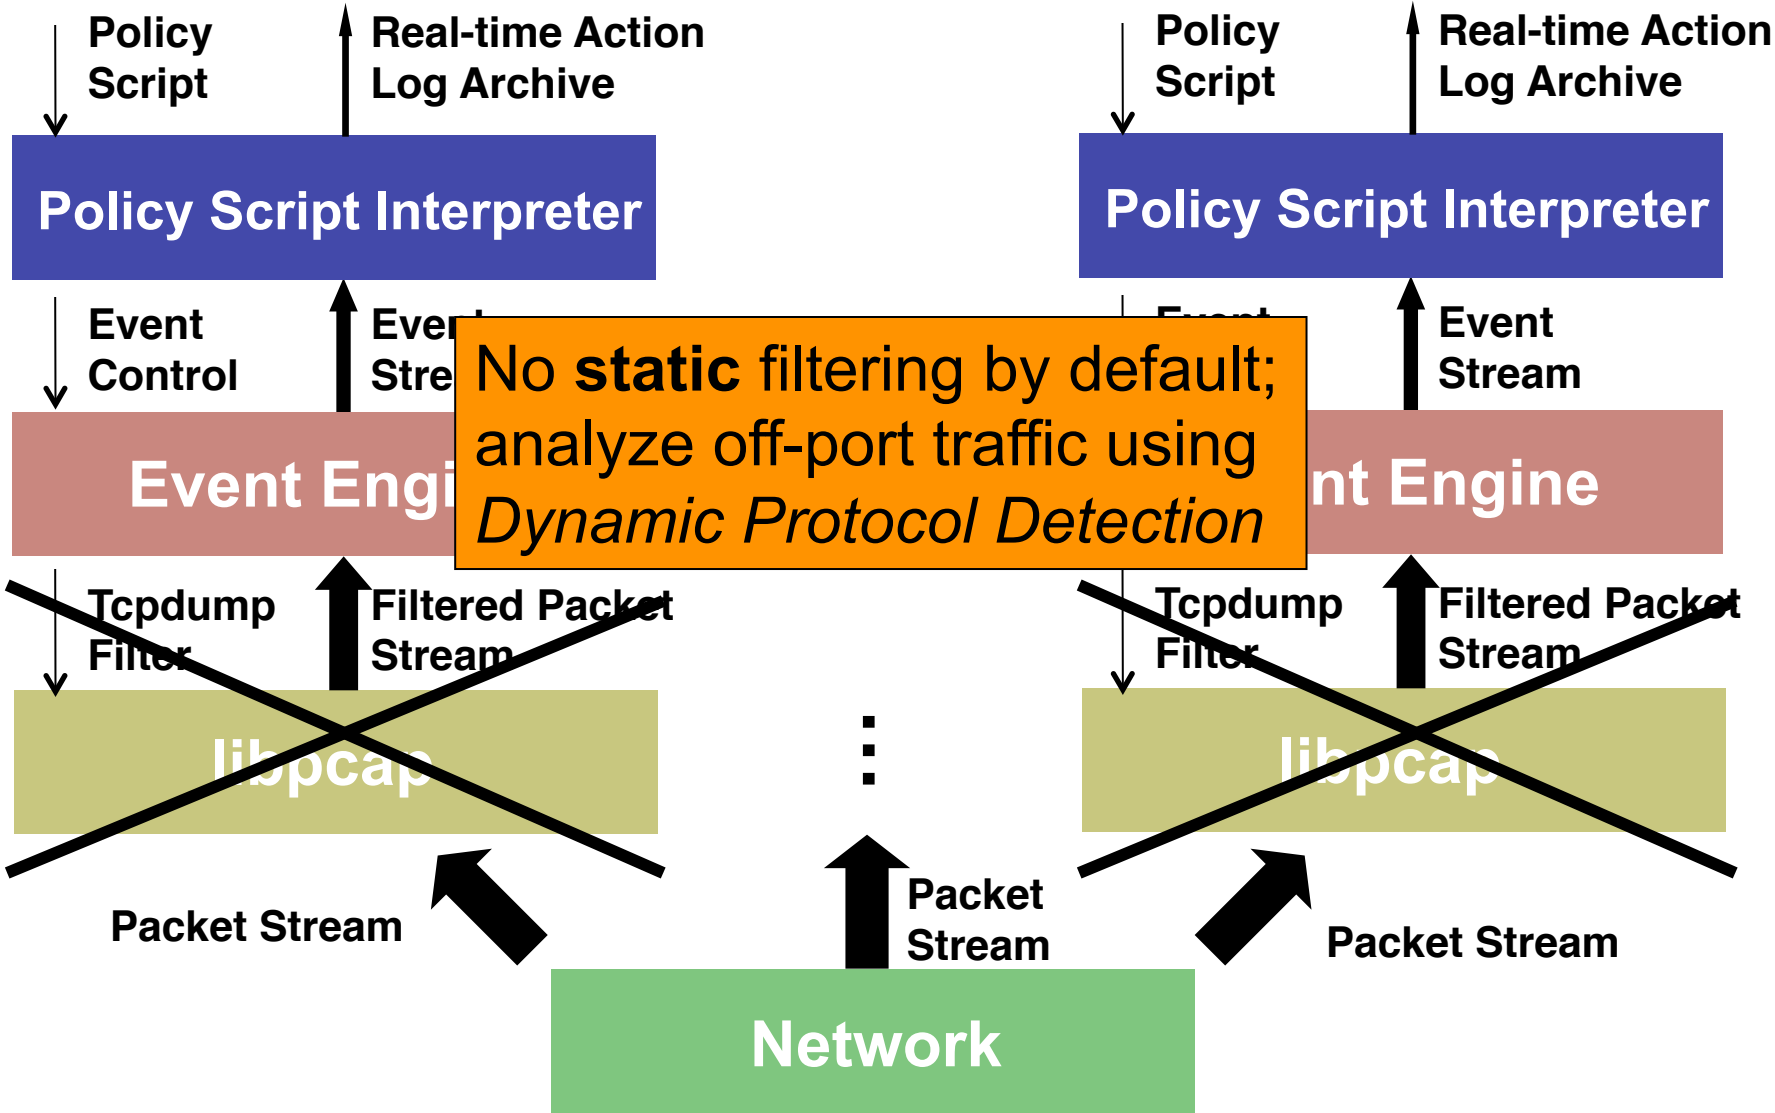 Policy
Script
Real-time Action
Log Archive
Policy
Script
Real-time Action
Log Archive
Policy Script Interpreter
Policy Script Interpreter
Event
Control
Event
Stream
No static filtering by default;
analyze off-port traffic using
Dynamic Protocol Detection
Event
Event
Stream
Event Engi
nt Engine
Tcpdump
Filter
Filtered Packet
Stream
Tcpdump
Filter
Filtered Packet
Stream
libpcap
libpcap
Packet Stream
Packet
Stream
Packet Stream
Network